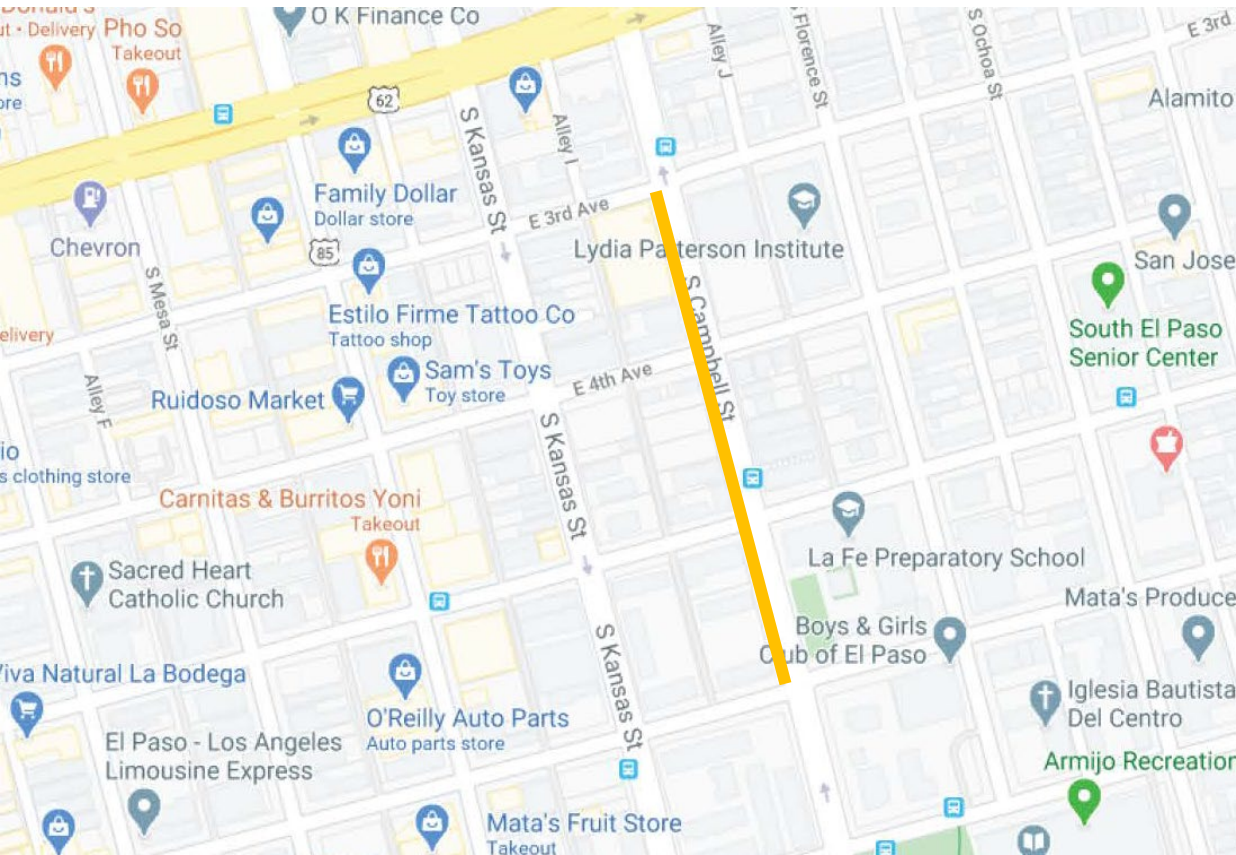 ut • Delivery
Pho So
Takeout
O K Finance Co
62
Alley J
S Florence St
S Ochoa St
E 3rd
Alamito
S Kansas St
Alley I
Family Dollar
Dollar store
E 3rd Ave
Chevron
85
Lydia Patterson Institute
San Jose
S Mesa St
Estilo Firme Tattoo Co
Tattoo shop
S Campbell St
South El Paso
Senior Center
elivery
Sam's Toys
Toy store
E 4th Ave
Alley F
Ruidoso Market
S Kansas St
s clothing store
Carnitas & Burritos Yoni
Takeout
La Fe Preparatory School
Sacred Heart
Catholic Church
Mata's Produce
Boys & Girls
Club of El Paso
S Kansas St
Viva Natural La Bodega
Iglesia Bautista
Del Centro
O'Reilly Auto Parts
Auto parts store
El Paso - Los Angeles
Limousine Express
Armijo Recreation
Mata's Fruit Store
Takeout